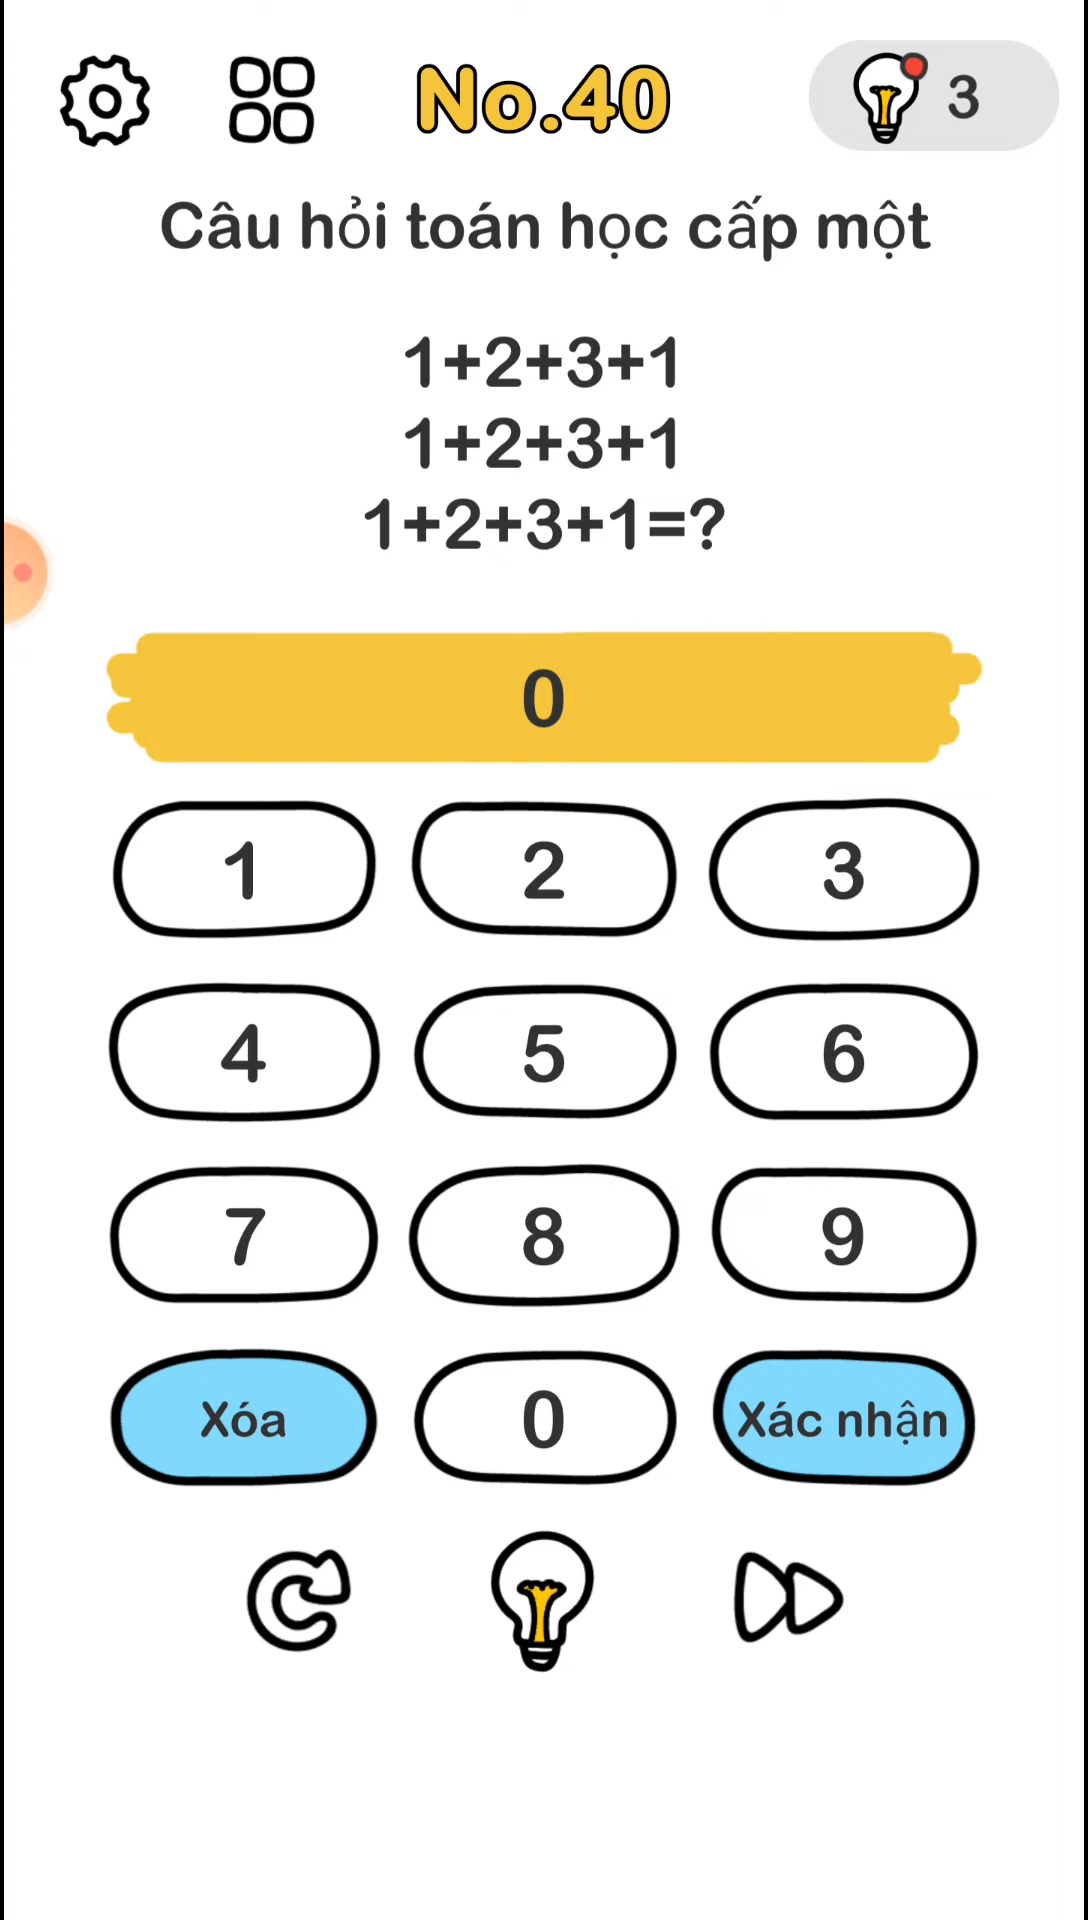 No.40
3
Câu hỏi toán học cấp một
1+2+3+1
1+2+3+1
1+2+3+1=?
0
1 2 3
4 5 6
7 8 9
Xóa 0 Xác nhận